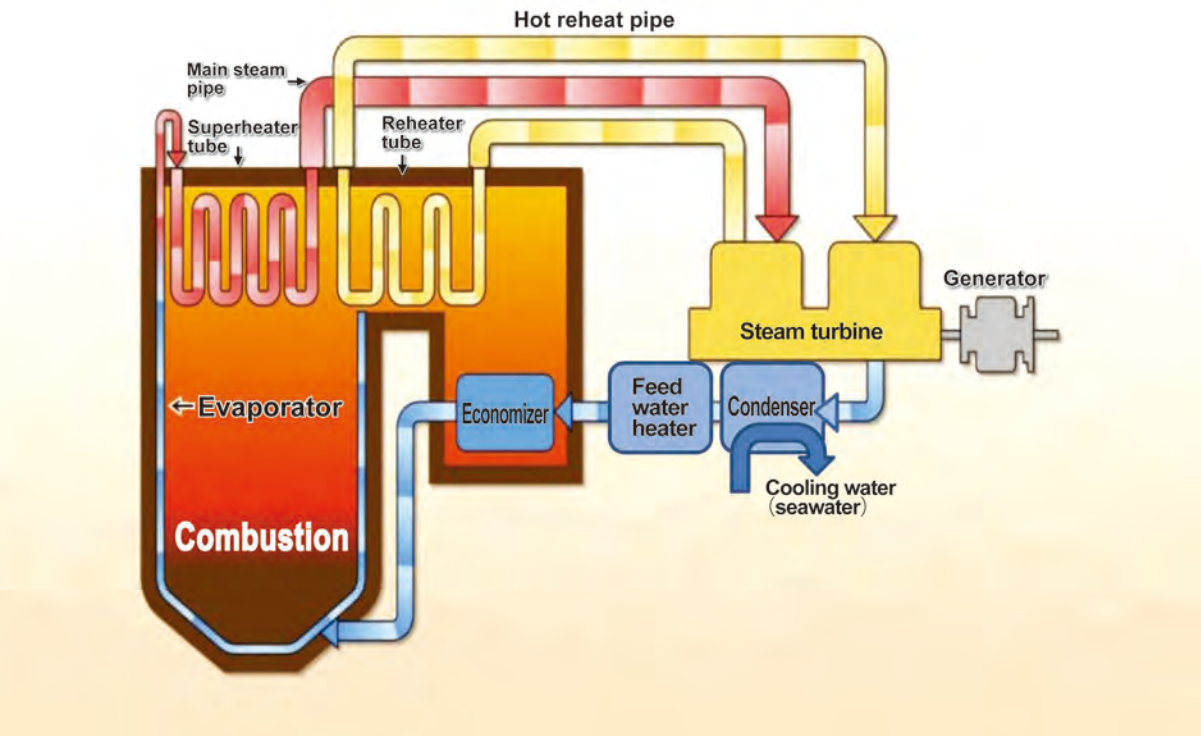 Hot reheat pipe
Main steam
pipe
Superheater
tube
Reheater
tube
Generator
Steam turbine
Evaporator
Economizer
Feed
water
heater
Condenser
Cooling water
(seawater)
Combustion